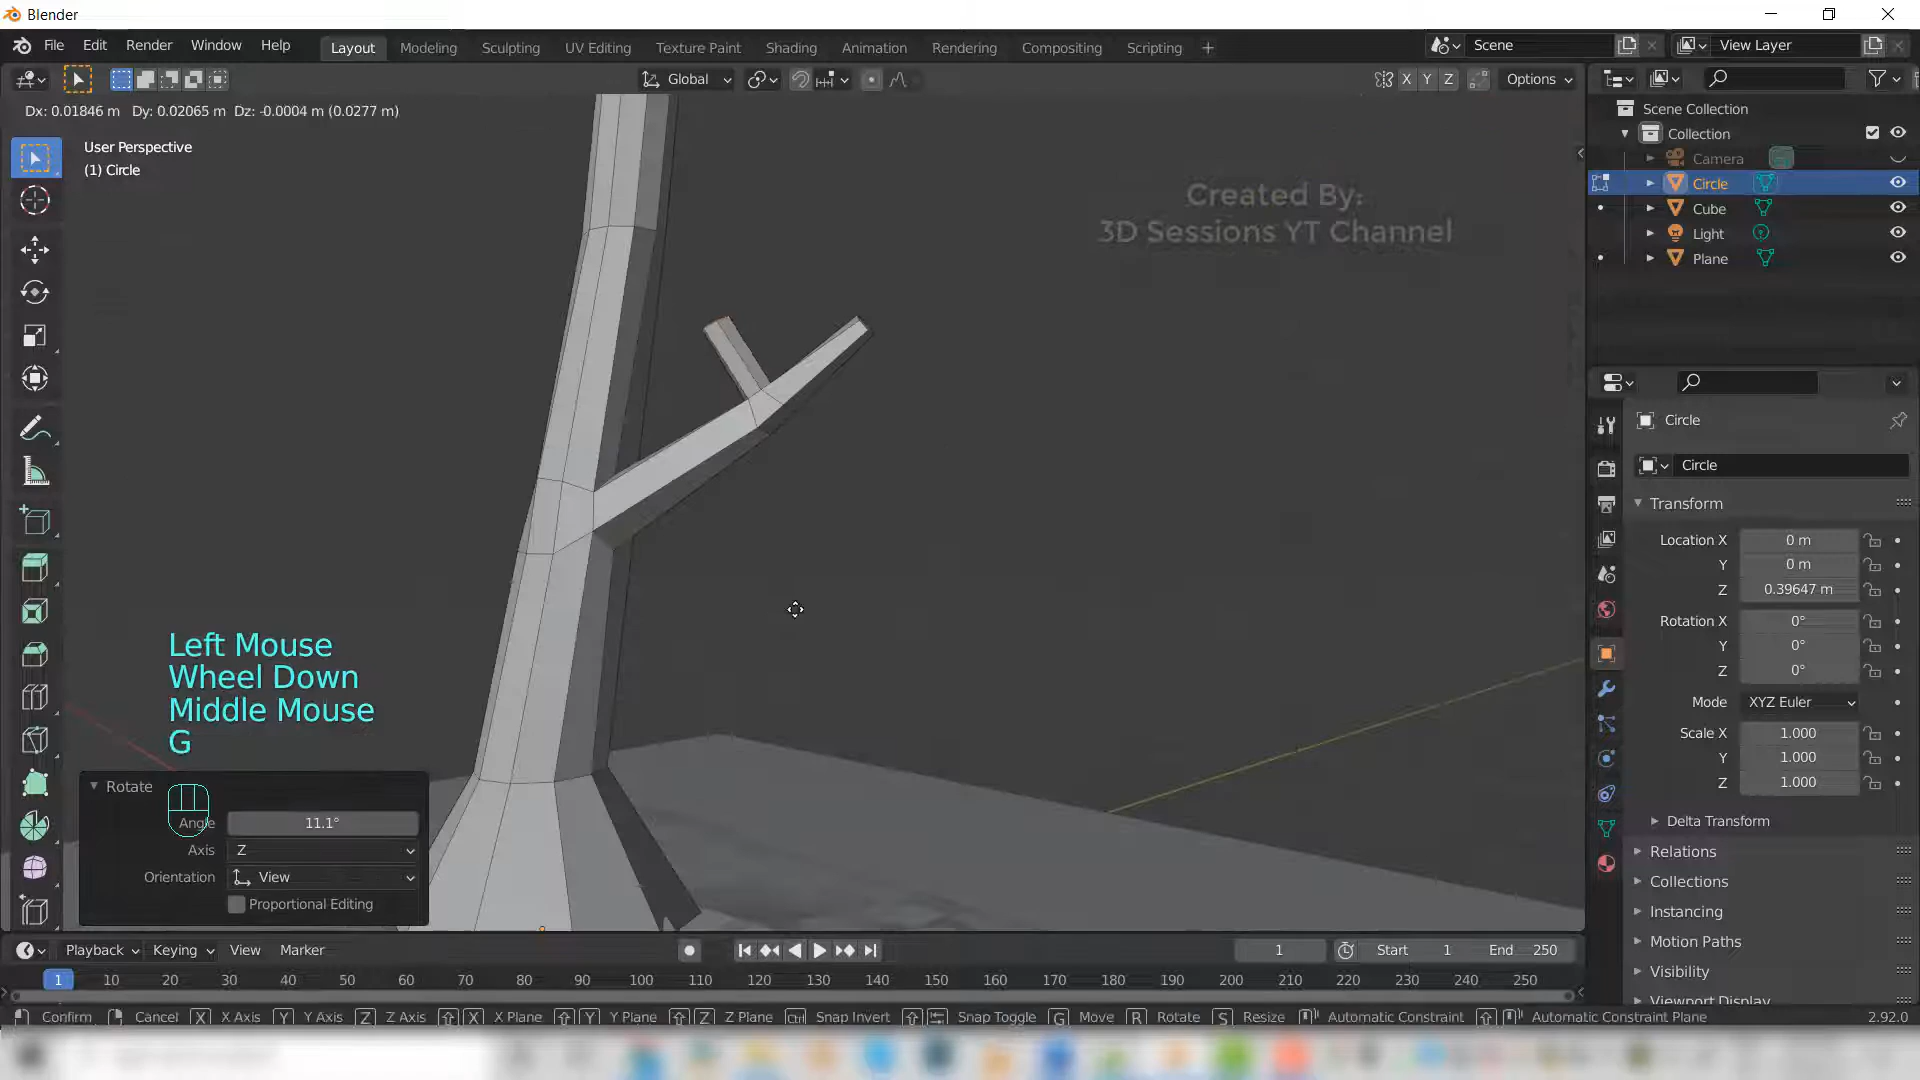 Blender
File Edit Render Window Help Layout Modeling Sculpting UV Editing Texture Paint Shading Animation Rendering Compositing Scripting + Scene View Layer
Global X Y Z Options
Dx: 0.01846 m Dy: 0.02065 m Dz: -0.0004 m (0.0277 m)
User Perspective
(1) Circle
Created By:
3D Sessions YT Channel
Scene Collection
Collection
Camera
Circle
Cube
Light
Plane
Left Mouse
Wheel Down
Middle Mouse
G
Rotate
Angle 11.1°
Axis Z
Orientation View
Proportional Editing
Circle
Circle
Transform
Location X 0 m
Y 0 m
Z 0.39647 m
Rotation X 0°
Y 0°
Z 0°
Mode XYZ Euler
Scale X 1.000
Y 1.000
Z 1.000
Delta Transform
Relations
Collections
Instancing
Motion Paths
Visibility
Viewport Display
Playback Keying View Marker 1 Start 1 End 250
1 10 20 30 40 50 60 70 80 90 100 110 120 130 140 150 160 170 180 190 200 210 220 230 240 250
Confirm Cancel X X Axis Y Y Axis Z Z Axis X X Plane Y Y Plane Z Z Plane Ctrl Snap Invert Snap Toggle G Move R Rotate S Resize Automatic Constraint Automatic Constraint Plane 2.92.0